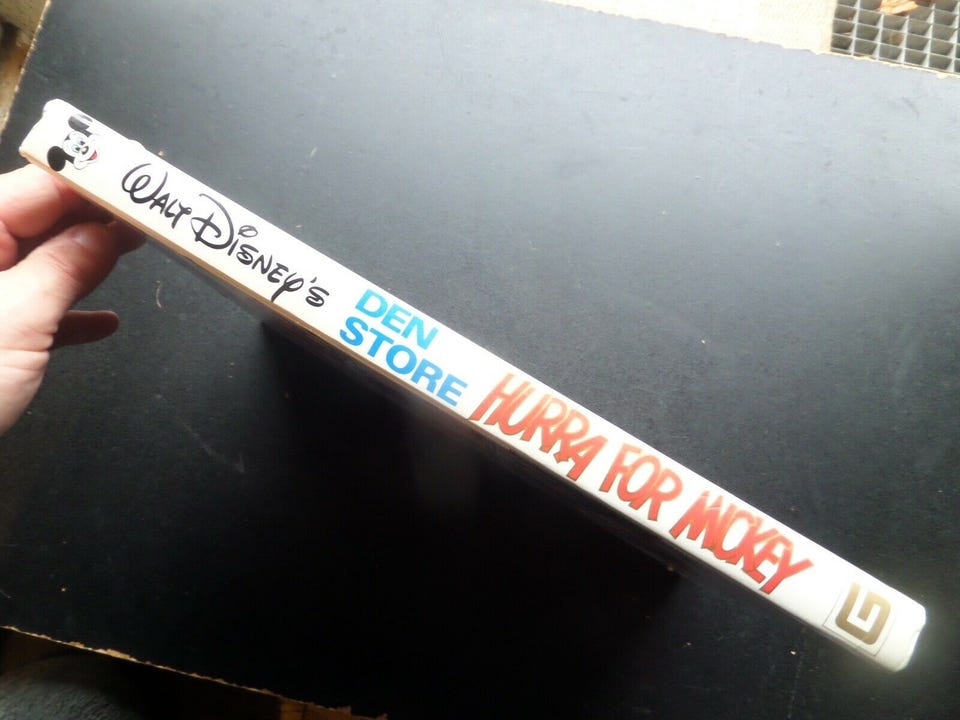 WALT DISNEY'S
DEN
STORE
HURRA FOR MICKEY
G